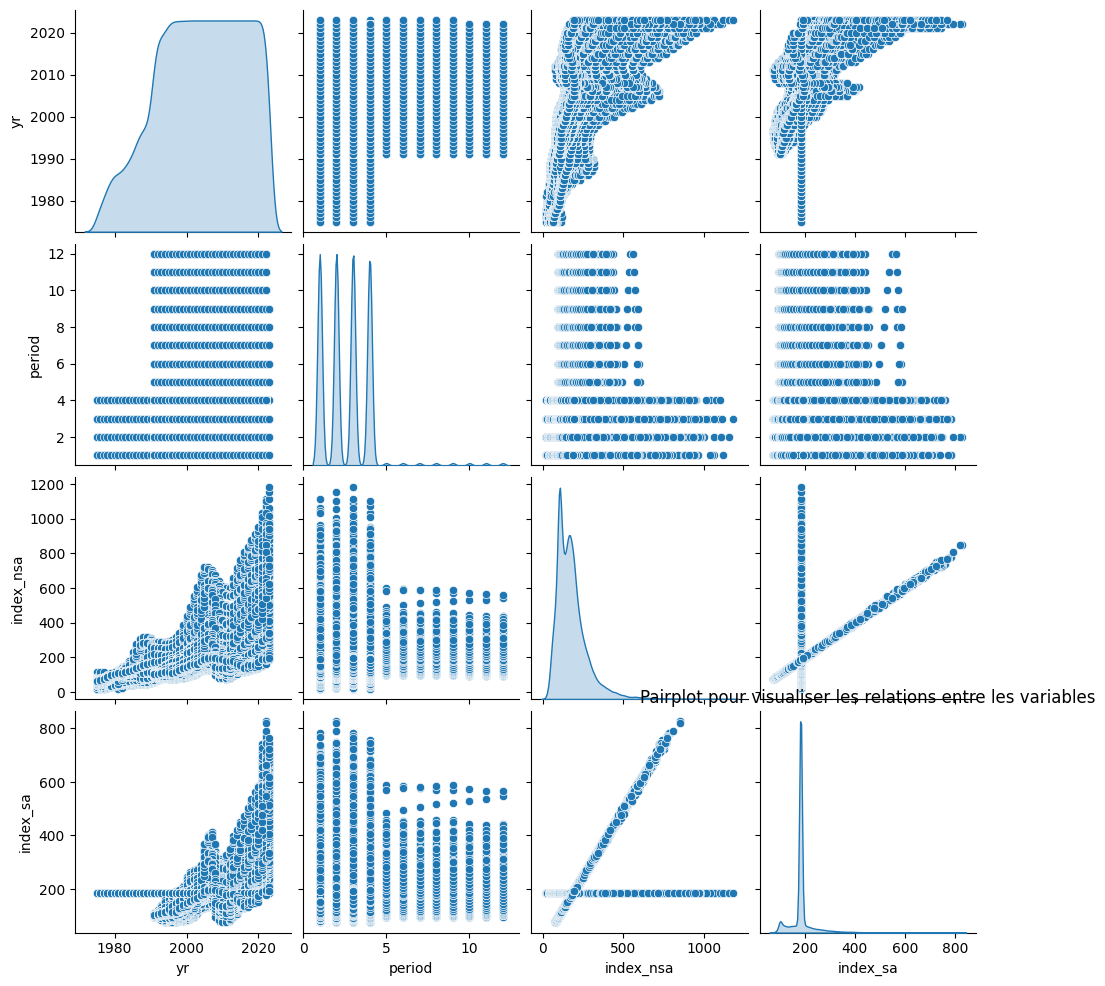 2020
2010
2000
1990
1980
yr
12
10
8
6
4
2
period
1200
1000
800
600
400
200
0
index_nsa
Pairplot pour visualiser les relations entre les variables
800
600
400
200
index_sa
1980 2000 2020
0 5 10
0 500 1000
200 400 600 800
yr period index_nsa index_sa